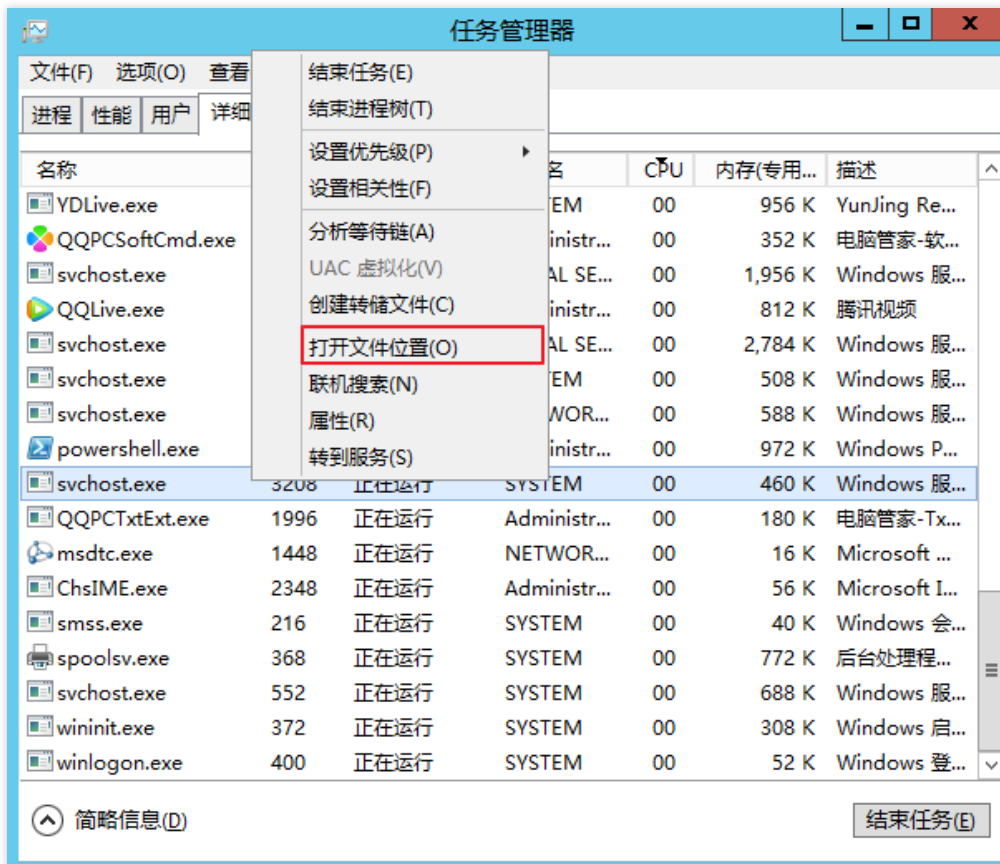 任务管理器
文件(F) 选项(O) 查看
进程 性能 用户 详细
结束任务(E)
结束进程树(T)
设置优先级(P)
设置相关性(F)
分析等待链(A)
UAC 虚拟化(V)
创建转储文件(C)
打开文件位置(O)
联机搜索(N)
属性(R)
转到服务(S)
名称 名 CPU 内存(专用... 描述
YDLive.exe TEM 00 956 K YunJing Re...
QQPCSoftCmd.exe inistr... 00 352 K 电脑管家-软...
svchost.exe AL SE... 00 1,956 K Windows 服...
QQLive.exe inistr... 00 812 K 腾讯视频
svchost.exe AL SE... 00 2,784 K Windows 服...
svchost.exe TEM 00 508 K Windows 服...
svchost.exe WOR... 00 588 K Windows 服...
powershell.exe inistr... 00 972 K Windows P...
svchost.exe 3208 正在运行 SYSTEM 00 460 K Windows 服...
QQPCTxtExt.exe 1996 正在运行 Administr... 00 180 K 电脑管家-Tx...
msdtc.exe 1448 正在运行 NETWOR... 00 16 K Microsoft ...
ChsIME.exe 2348 正在运行 Administr... 00 56 K Microsoft I...
smss.exe 216 正在运行 SYSTEM 00 40 K Windows 会...
spoolsv.exe 368 正在运行 SYSTEM 00 772 K 后台处理程...
svchost.exe 552 正在运行 SYSTEM 00 688 K Windows 服...
wininit.exe 372 正在运行 SYSTEM 00 308 K Windows 启...
winlogon.exe 400 正在运行 SYSTEM 00 52 K Windows 登...
简略信息(D) 结束任务(E)